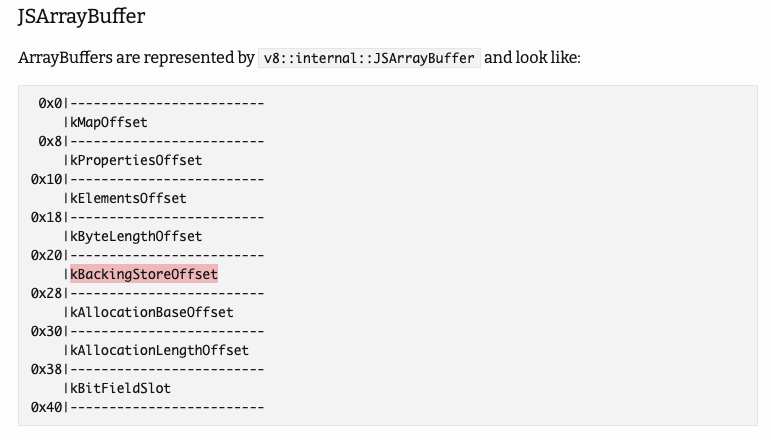 JSArrayBuffer
ArrayBuffers are represented by v8::internal::JSArrayBuffer and look like:
0x0|-------------------------
|kMapOffset
0x8|-------------------------
|kPropertiesOffset
0x10|-------------------------
|kElementsOffset
0x18|-------------------------
|kByteLengthOffset
0x20|-------------------------
|kBackingStoreOffset
0x28|-------------------------
|kAllocationBaseOffset
0x30|-------------------------
|kAllocationLengthOffset
0x38|-------------------------
|kBitFieldSlot
0x40|-------------------------